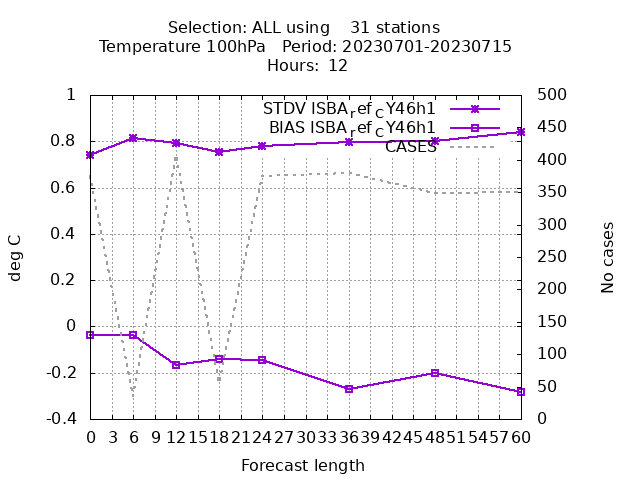 Selection: ALL using    31 stations
Temperature 100hPa   Period: 20230701-20230715
Hours:  12
STDV ISBA_ref_CY46h1
BIAS ISBA_ref_CY46h1
CASES
1
0.8
0.6
0.4
0.2
0
-0.2
-0.4
deg C
500
450
400
350
300
250
200
150
100
50
0
No cases
0 3 6 9 12 15 18 21 24 27 30 33 36 39 42 45 48 51 54 57 60
Forecast length